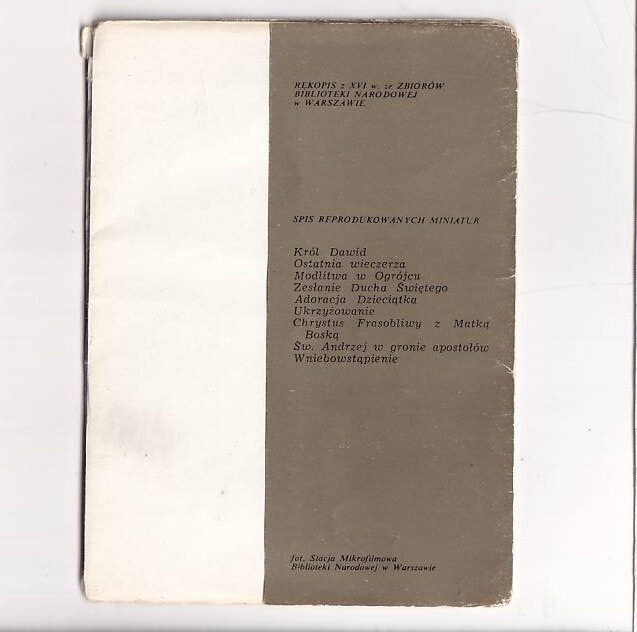 RĘKOPIS z XVI w. ze ZBIORÓW
BIBLIOTEKI NARODOWEJ
w WARSZAWIE
SPIS REPRODUKOWANYCH MINIATUR
Król Dawid
Ostatnia wieczerza
Modlitwa w Ogrójcu
Zesłanie Ducha Świętego
Adoracja Dzieciątka
Ukrzyżowanie
Chrystus Frasobliwy z Matką
Boską
Św. Andrzej w gronie apostołów
Wniebowstąpienie
fot. Stacja Mikrofilmowa
Biblioteki Narodowej w Warszawie